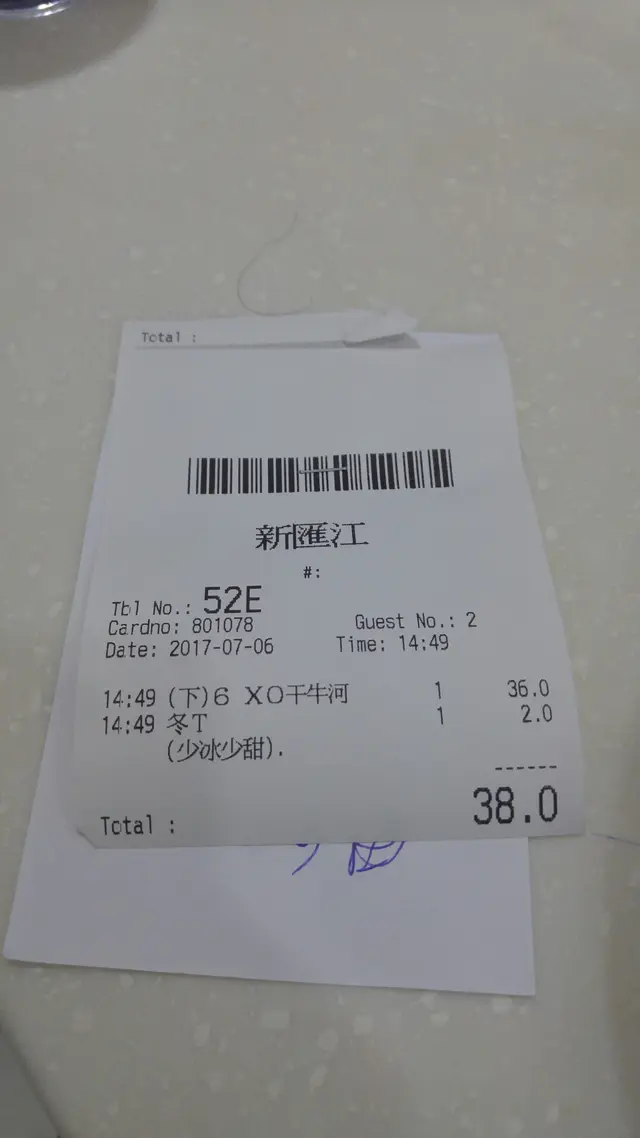 Total :
新匯江
#:
Tbl No.: 52E
Cardno: 801078 Guest No.: 2
Date: 2017-07-06 Time: 14:49
14:49 (下)6 XO干牛河 1 36.0
14:49 冬T 1 2.0
(少冰少甜).
------
Total : 38.0